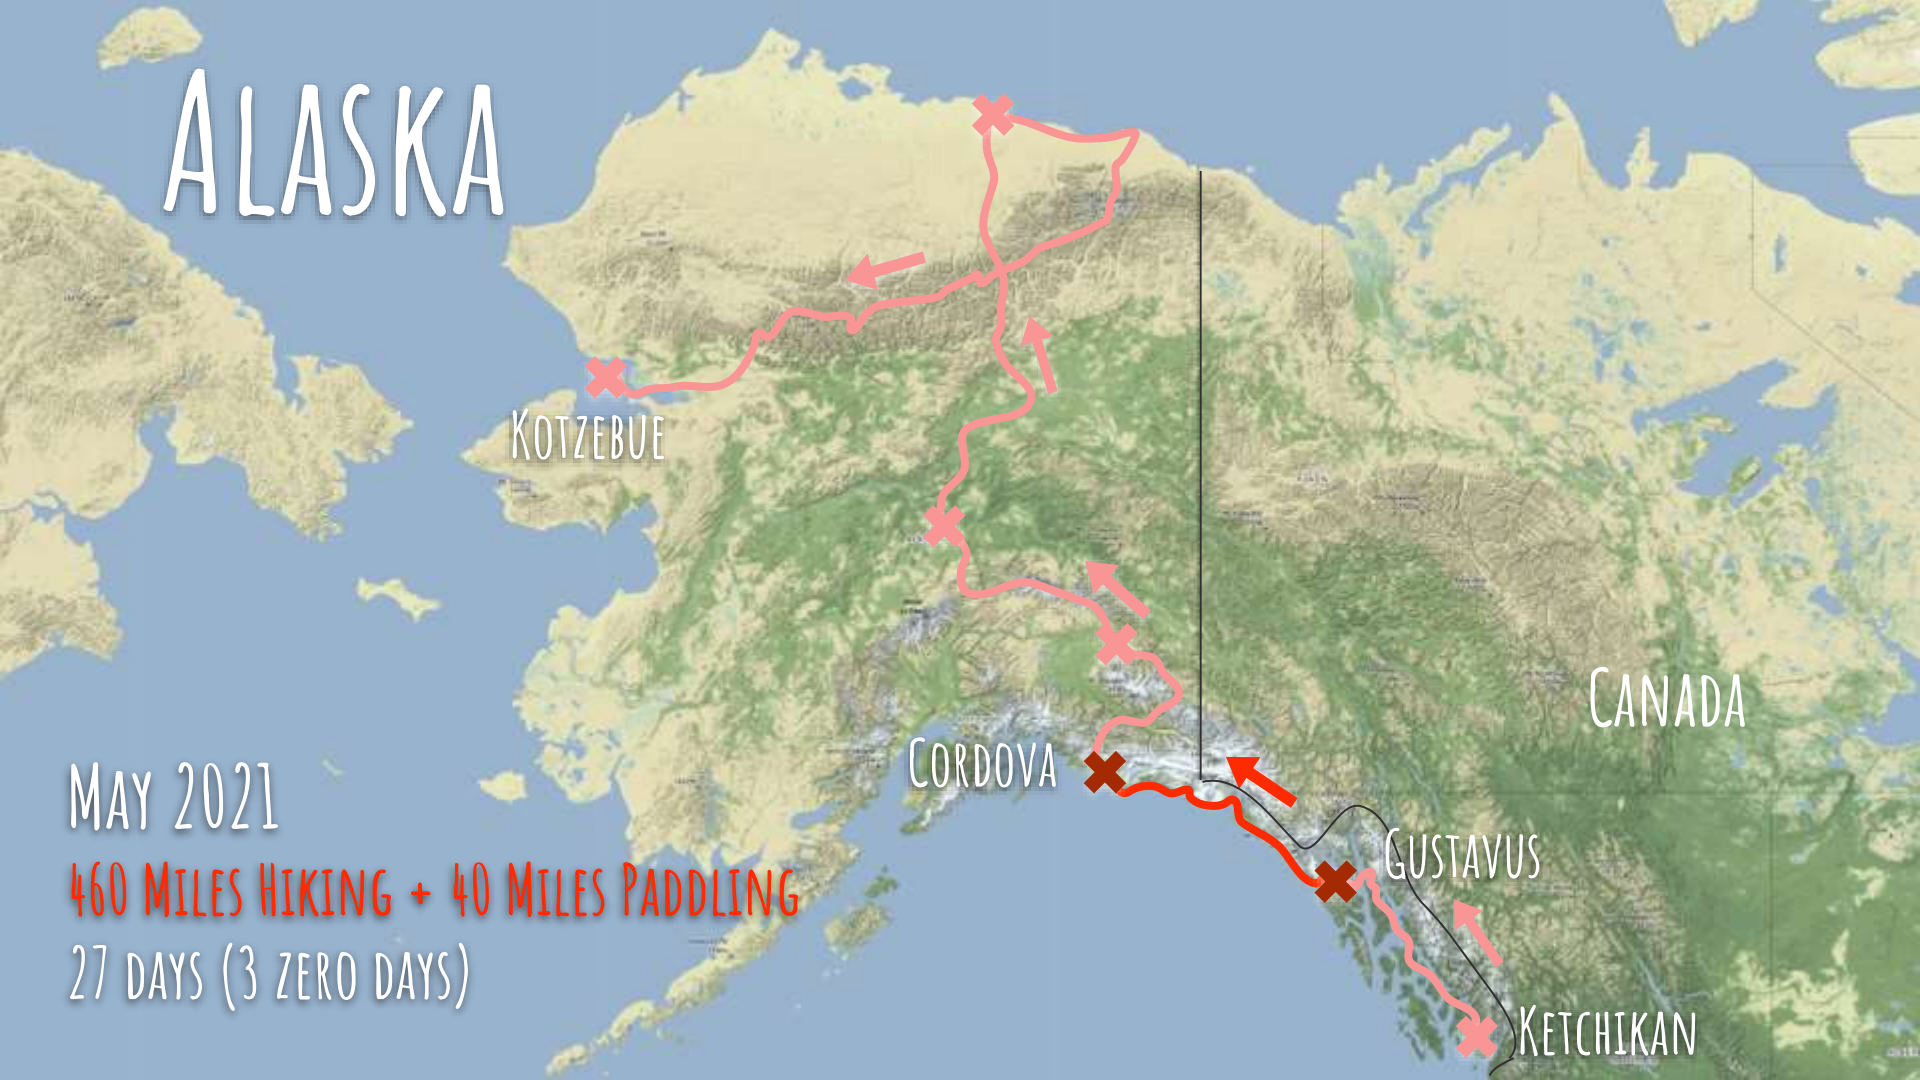 Alaska
Kotzebue
Canada
Cordova
May 2021
Gustavus
460 Miles Hiking + 40 Miles Paddling
27 days (3 zero days)
Ketchikan